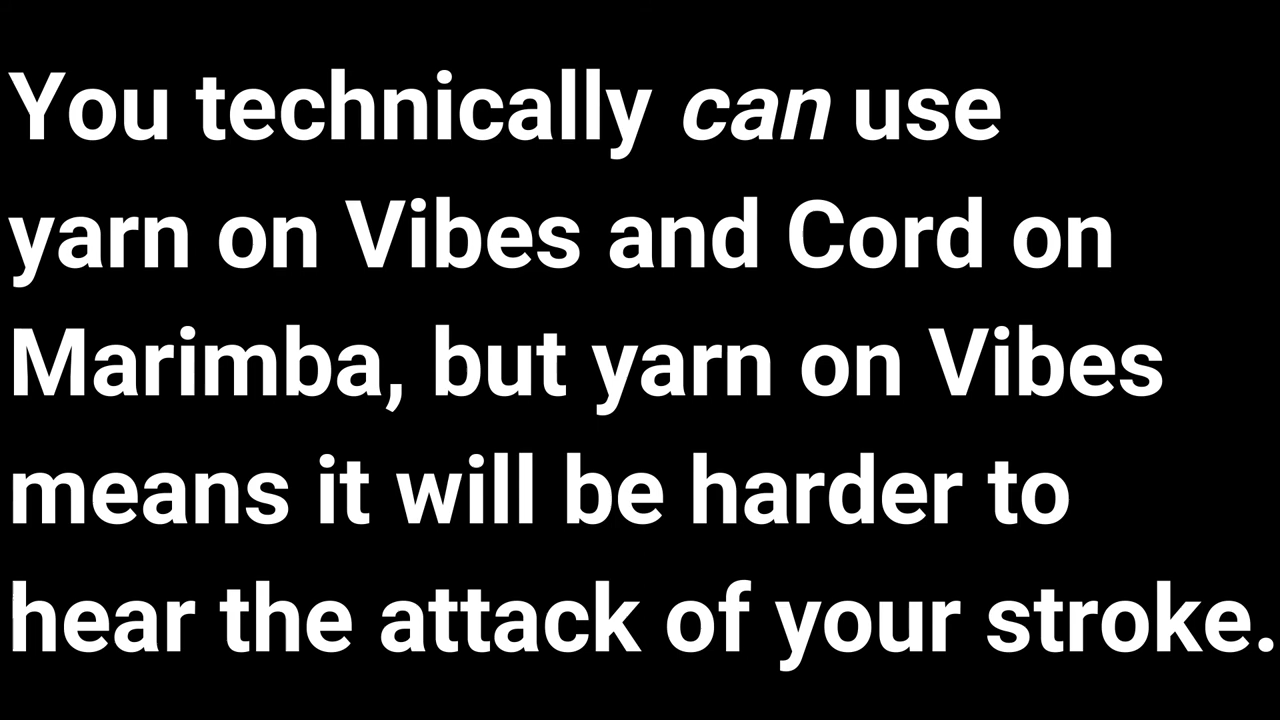 You technically can use
yarn on Vibes and Cord on
Marimba, but yarn on Vibes
means it will be harder to
hear the attack of your stroke.